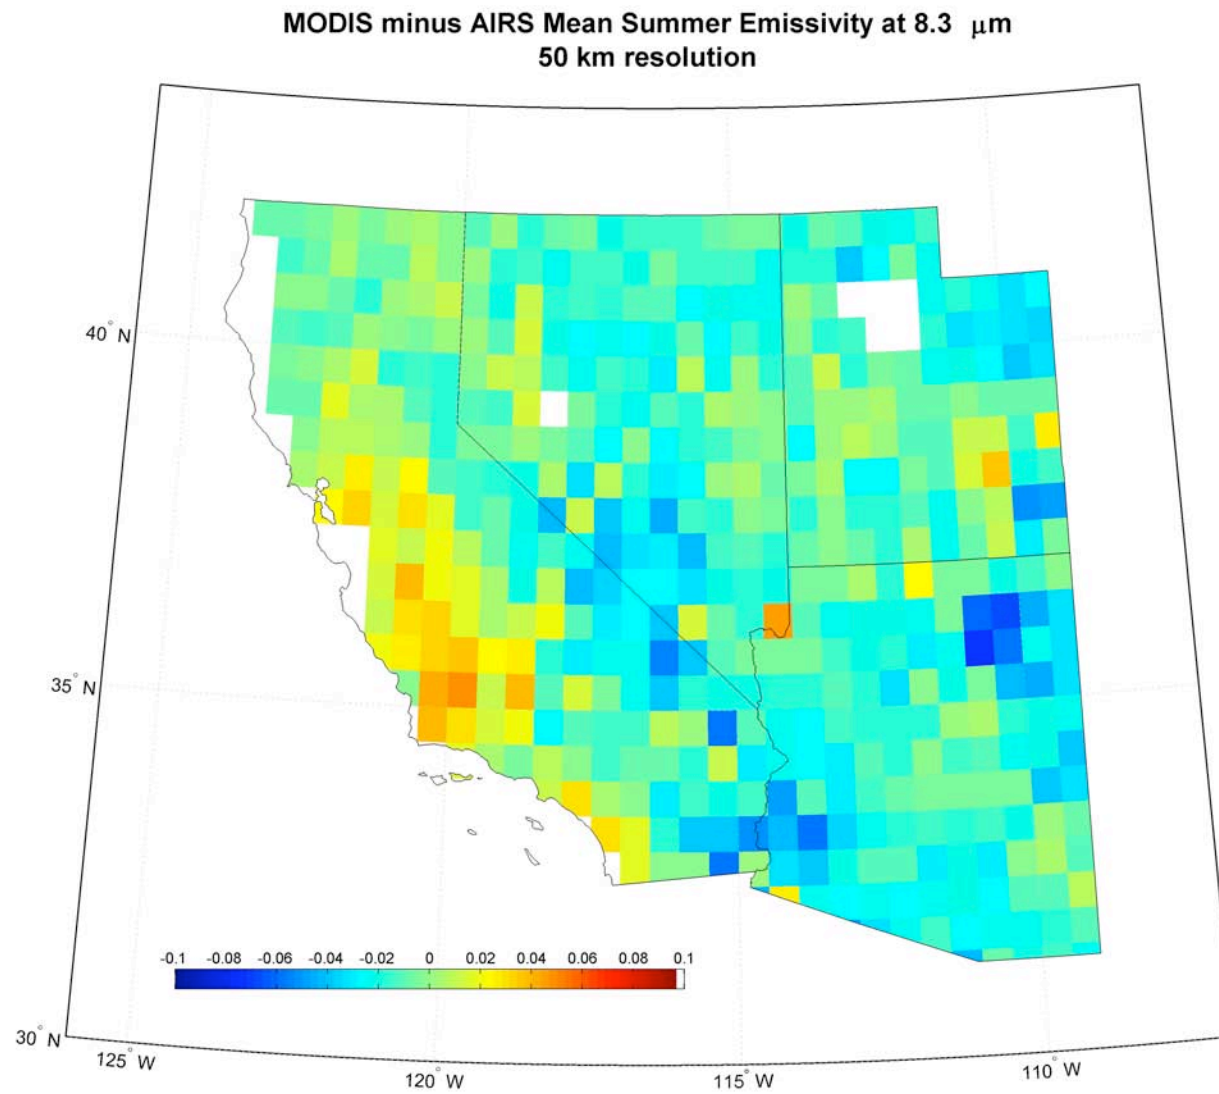 MODIS minus AIRS Mean Summer Emissivity at 8.3 μm
50 km resolution
40° N
35° N
-0.1 -0.08 -0.06 -0.04 -0.02 0 0.02 0.04 0.06 0.08 0.1
30° N
125° W
120° W
115° W
110° W